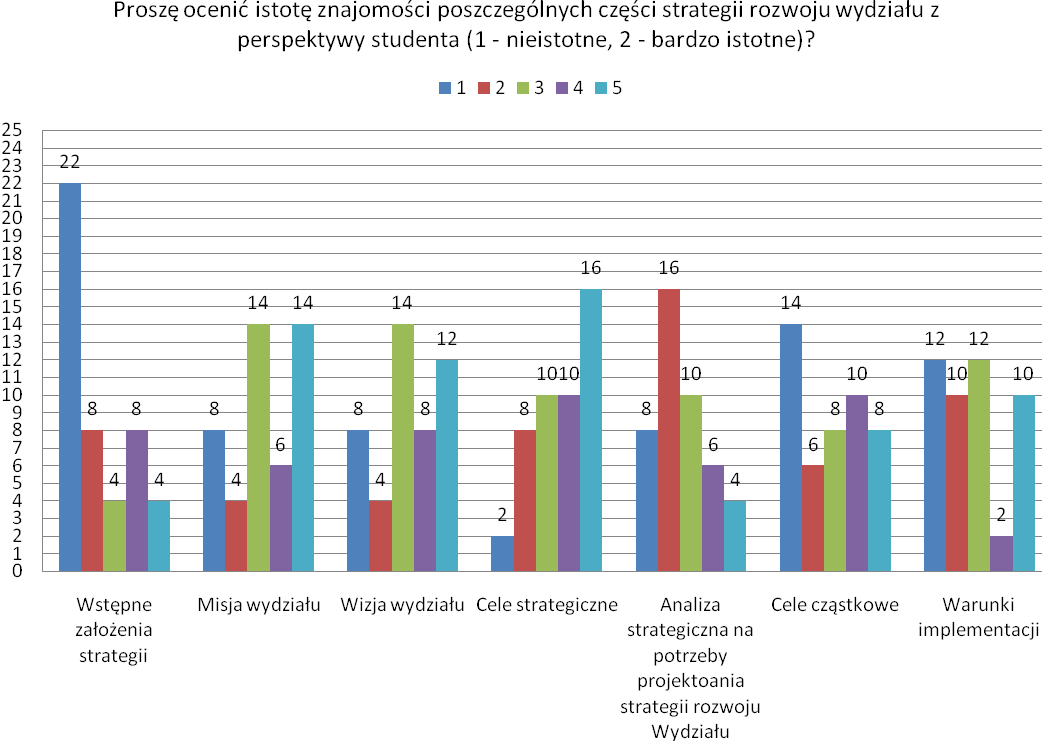 Proszę ocenić istotę znajomości poszczególnych części strategii rozwoju wydziału z
perspektywy studenta (1 - nieistotne, 2 - bardzo istotne)?
1 2 3 4 5
25
24
23
22
21
20
19
18
17
16
15
14
13
12
11
10
9
8
7
6
5
4
3
2
1
0
22 8 4 8 4
8 4 14 6 14
8 4 14 8 12
2 8 10 10 16
8 16 10 6 4
14 6 8 10 8
12 10 12 2 10
Wstępne
założenia
strategii
Misja wydziału
Wizja wydziału
Cele strategiczne
Analiza
strategiczna na
potrzeby
projektoania
strategii rozwoju
Wydziału
Cele cząstkowe
Warunki
implementacji